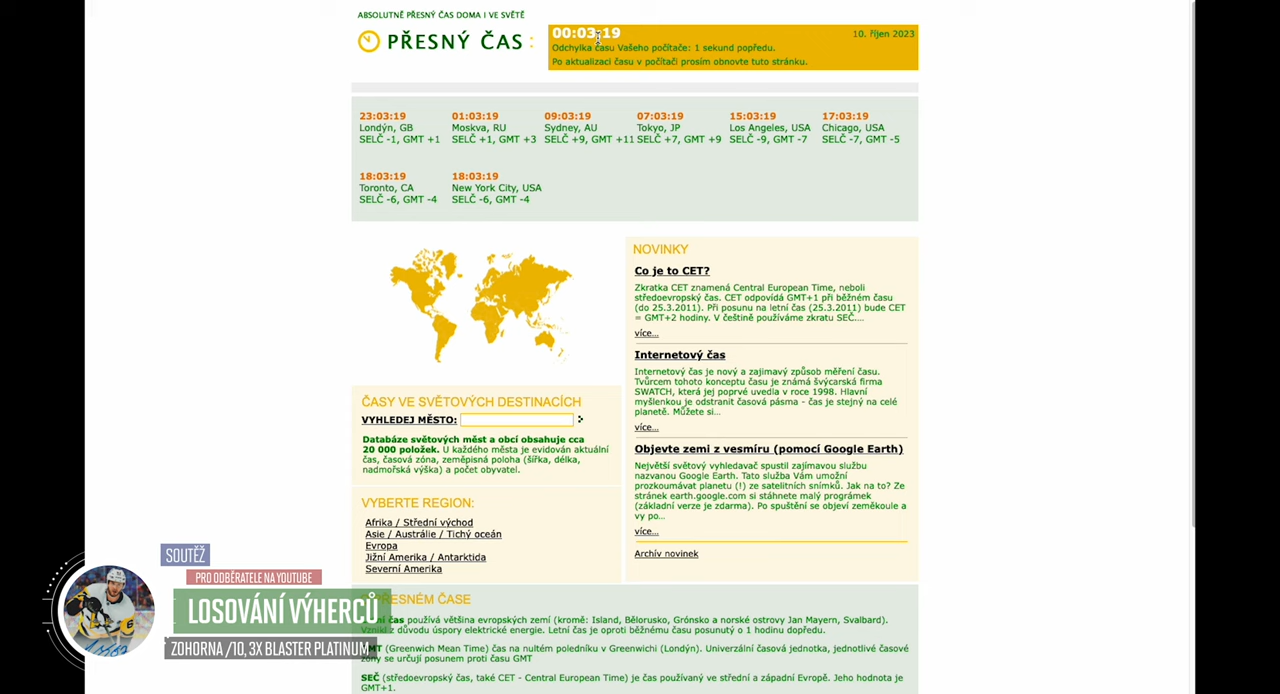 ABSOLUTNĚ PŘESNÝ ČAS DOMA I VE SVĚTĚ
PŘESNÝ ČAS :
00:03:19
10. říjen 2023
Odchylka času Vašeho počítače: 1 sekund popředu.
Po aktualizaci času v počítači prosím obnovte tuto stránku.
23:03:19
Londýn, GB
SELČ -1, GMT +1
01:03:19
Moskva, RU
SELČ +1, GMT +3
09:03:19
Sydney, AU
SELČ +9, GMT +11
07:03:19
Tokyo, JP
SELČ +7, GMT +9
15:03:19
Los Angeles, USA
SELČ -9, GMT -7
17:03:19
Chicago, USA
SELČ -7, GMT -5
18:03:19
Toronto, CA
SELČ -6, GMT -4
18:03:19
New York City, USA
SELČ -6, GMT -4
ČASY VE SVĚTOVÝCH DESTINACÍCH
VYHLEDEJ MĚSTO:
Databáze světových měst a obcí obsahuje cca
20 000 položek. U každého města je evidován aktuální
čas, časová zóna, zeměpisná poloha (šířka, délka,
nadmořská výška) a počet obyvatel.
VYBERTE REGION:
Afrika / Střední východ
Asie / Austrálie / Tichý oceán
Evropa
Jižní Amerika / Antarktida
Severní Amerika
NOVINKY
Co je to CET?
Zkratka CET znamená Central European Time, neboli
středoevropský čas. CET odpovídá GMT+1 při běžném času
(do 25.3.2011). Při posunu na letní čas (25.3.2011) bude CET
= GMT+2 hodiny. V češtině používáme zkratu SEČ....
více...
Internetový čas
Internetový čas je nový a zajimavý způsob měření času.
Tvůrcem tohoto konceptu času je známá švýcarská firma
SWATCH, která jej poprvé uvedla v roce 1998. Hlavní
myšlenkou je odstranit časová pásma - čas je stejný na celé
planetě. Můžete si...
více...
Objevte zemi z vesmíru (pomocí Google Earth)
Největší světový vyhledavač spustil zajímavou službu
nazvanou Google Earth. Tato služba Vám umožní
prozkoumávat planetu (!) ze satelitních snímků. Jak na to? Ze
stránek earth.google.com si stáhnete malý prográmek
(základní verze je zdarma). Po spuštění se objeví zeměkoule a
vy po...
více...
Archív novinek
PŘESNÉM ČASE
čas používá většina evropských zemí (kromě: Island, Bělorusko, Grónsko a norské ostrovy Jan Mayern, Svalbard).
Vznikl z důvodu úspory elektrické energie. Letní čas je oproti běžnému času posunutý o 1 hodinu dopředu.
GMT (Greenwich Mean Time) čas na nultém poledníku v Greenwichi (Londýn). Univerzální časová jednotka, jednotlivé časové
zóny se určují posunem proti času GMT
SEČ (středoevropský čas, také CET - Central European Time) je čas používaný ve střední a západní Evropě. Jeho hodnota je
GMT+1.
SOUTĚŽ
PRO ODBĚRATELE NA YOUTUBE
LOSOVÁNÍ VÝHERCŮ
ZOHORNA /10, 3X BLASTER PLATINUM